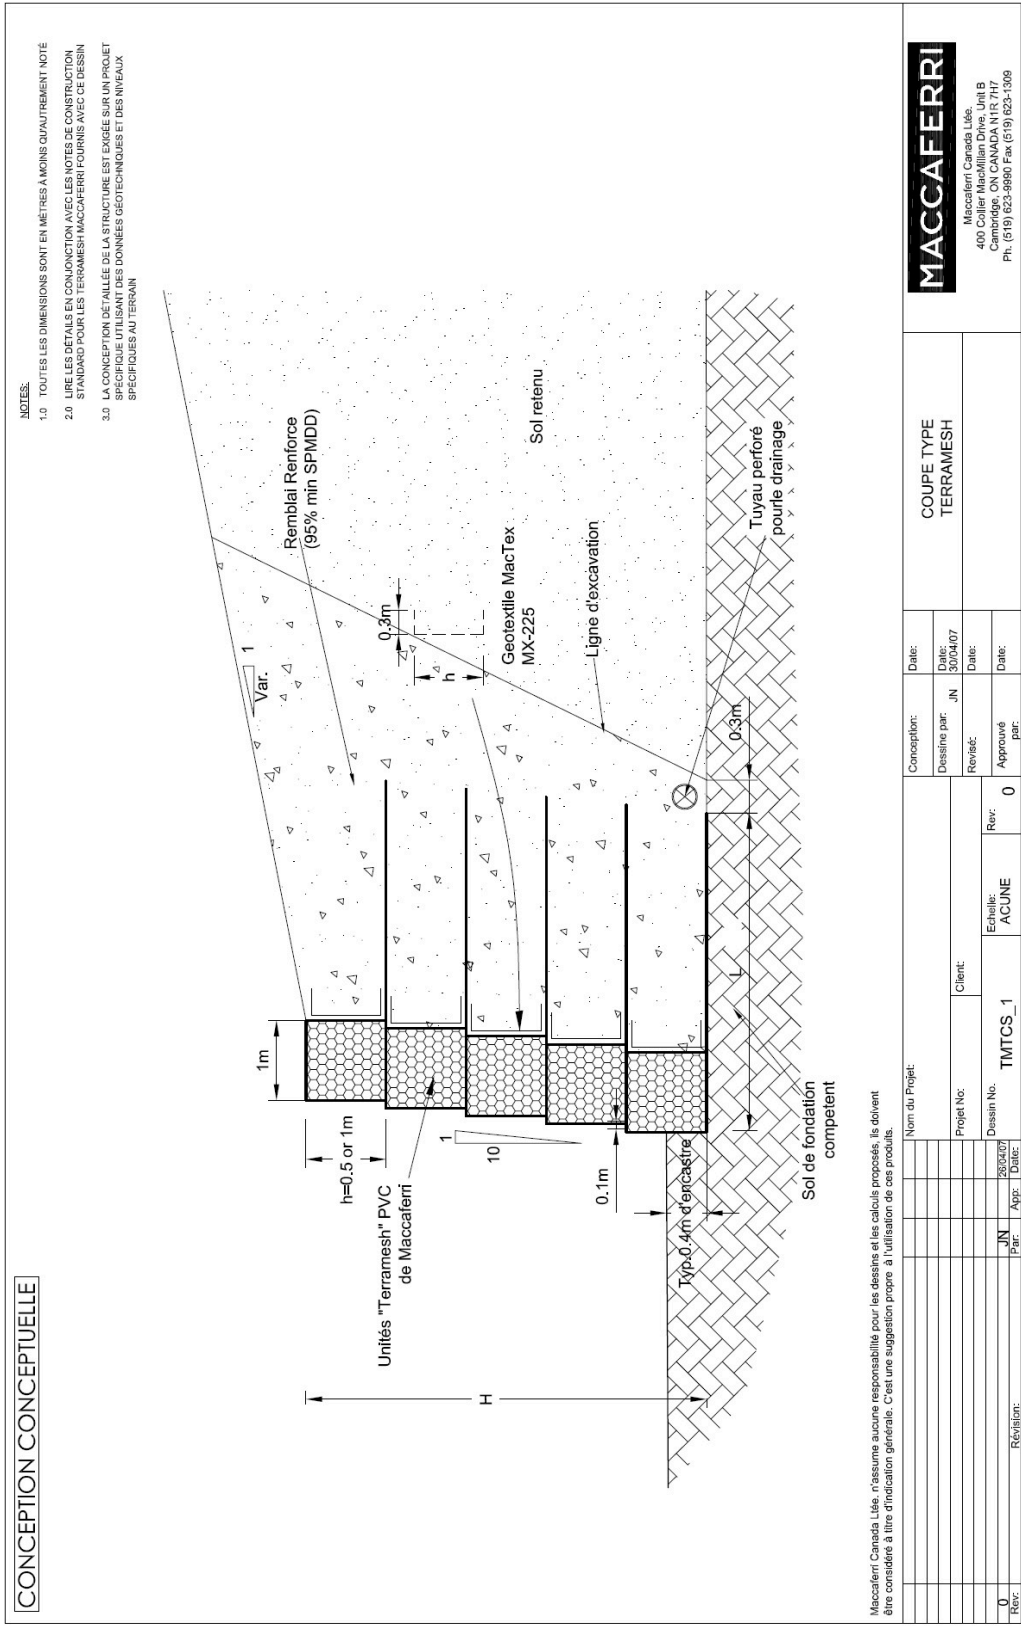 CONCEPTION CONCEPTUELLE
NOTES:
1.0 TOUTES LES DIMENSIONS SONT EN MÈTRES À MOINS QU'AUTREMENT NOTÉ
2.0 LIRE LES DÉTAILS EN CONJONCTION AVEC LES NOTES DE CONSTRUCTION
STANDARD POUR LES TERRAMESH MACCAFERRI FOURNIS AVEC CE DESSIN
3.0 LA CONCEPTION DÉTAILLÉE DE LA STRUCTURE EST EXIGÉE SUR UN PROJET
SPÉCIFIQUE UTILISANT DES DONNÉES GÉOTECHNIQUES ET DES NIVEAUX
SPÉCIFIQUES AU TERRAIN
1
Var.
1m
Remblai Renforce
(95% min SPMDD)
h=0.5 or 1m
0.3m
h
Unités "Terramesh" PVC
de Maccaferri
1
10
Geotextile MacTex
MX-225
Sol retenu
H
Ligne d'excavation
0.1m
Typ.0.4m d'encastre
L
0.3m
Tuyau perforé
pourle drainage
Sol de fondation
competent
Maccaferri Canada Ltée. n'assume aucune responsabilité pour les dessins et les calculs proposés, ils doivent
être considéré à titre d'indication générale. C'est une suggestion propre à l'utilisation de ces produits.
0
JN
26/04/07
Rev:
Révision:
Par:
App:
Date:
Nom du Projet:
Projet No:
Client:
Dessin No.
TMTCS_1
Echelle:
ACUNE
Rev:
0
Conception:
Date:
Dessine par:
JN
Date:
30/04/07
Revisé:
Date:
Approuvé
par:
Date:
COUPE TYPE
TERRAMESH
MACCAFERRI
Maccaferri Canada Ltée.
400 Collier MacMillan Drive, Unit B
Cambridge, ON CANADA N1R 7H7
Ph. (519) 623-9990 Fax (519) 623-1309